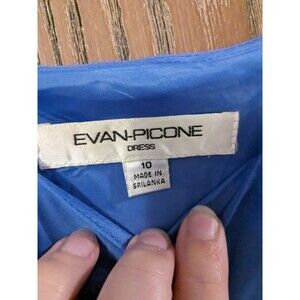 EVAN-PICONE
DRESS
10
MADE IN
SRILANKA